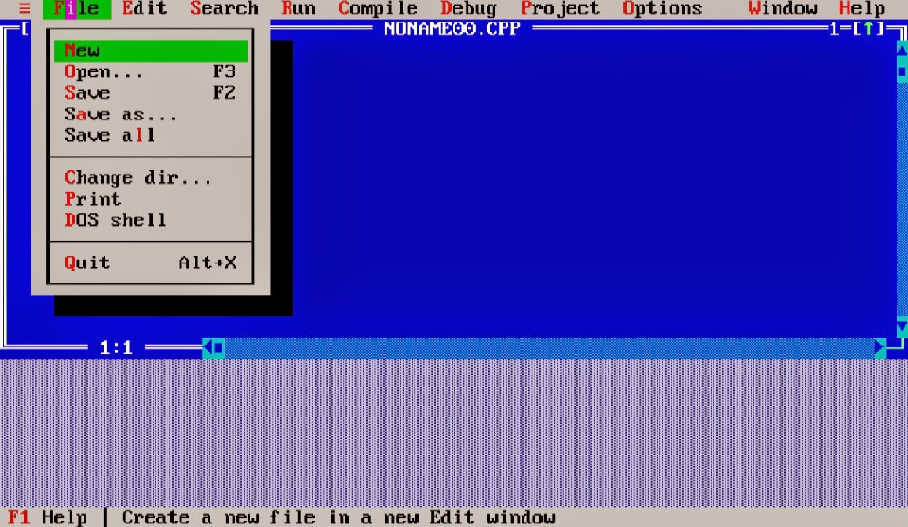 ≡ File Edit Search Run Compile Debug Project Options Window Help
[ NONAME00.CPP 1=[↑]
New
Open... F3
Save F2
Save as...
Save all
Change dir...
Print
DOS shell
Quit Alt+X
1:1
F1 Help | Create a new file in a new Edit window